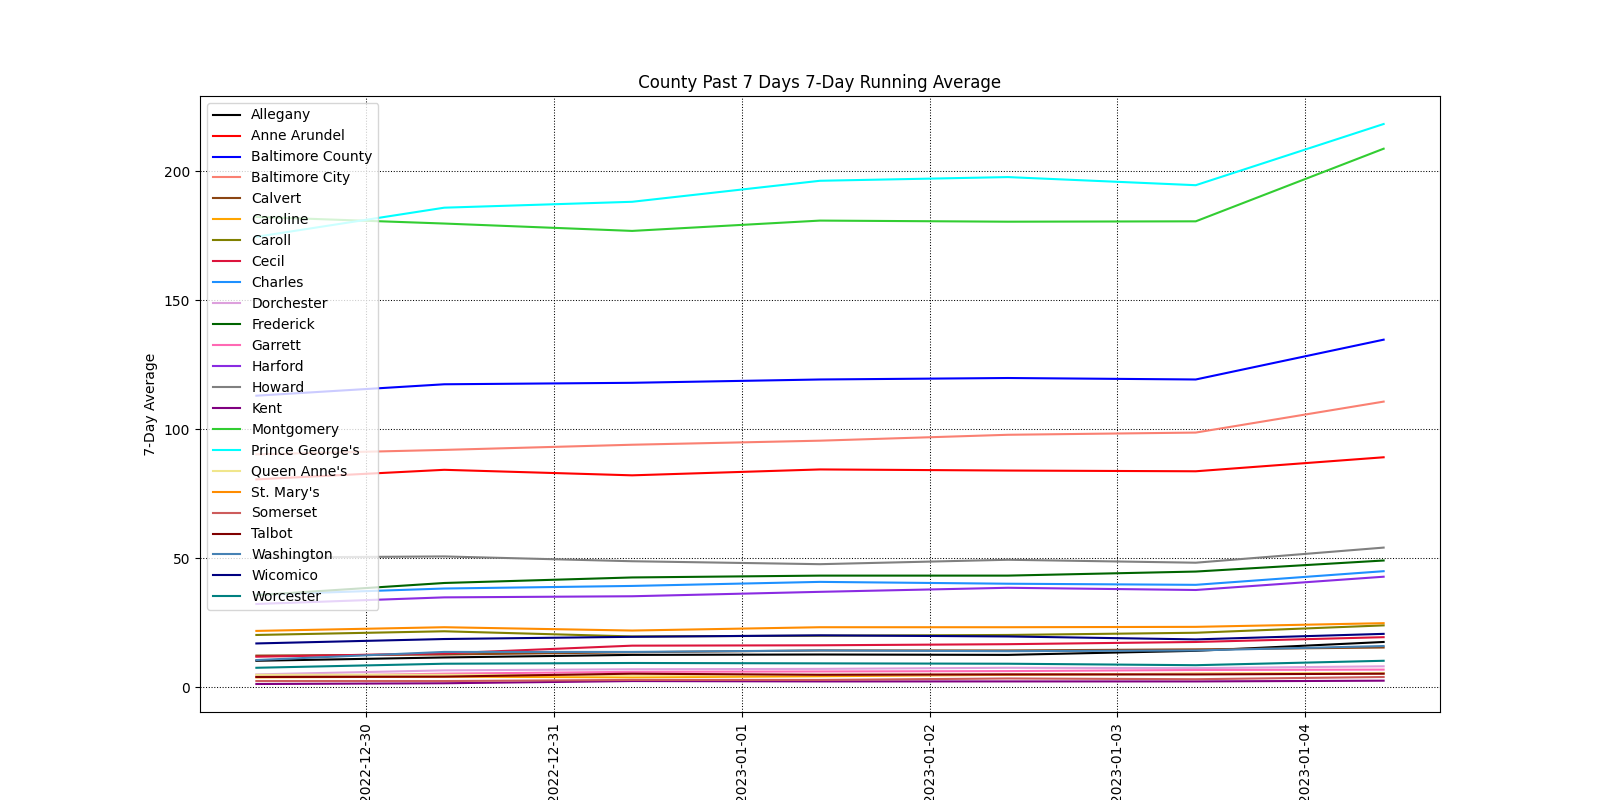 County Past 7 Days 7-Day Running Average
Allegany
Anne Arundel
Baltimore County
Baltimore City
Calvert
Caroline
Caroll
Cecil
Charles
Dorchester
Frederick
Garrett
Harford
Howard
Kent
Montgomery
Prince George's
Queen Anne's
St. Mary's
Somerset
Talbot
Washington
Wicomico
Worcester
7-Day Average
200
150
100
50
0
2022-12-30
2022-12-31
2023-01-01
2023-01-02
2023-01-03
2023-01-04